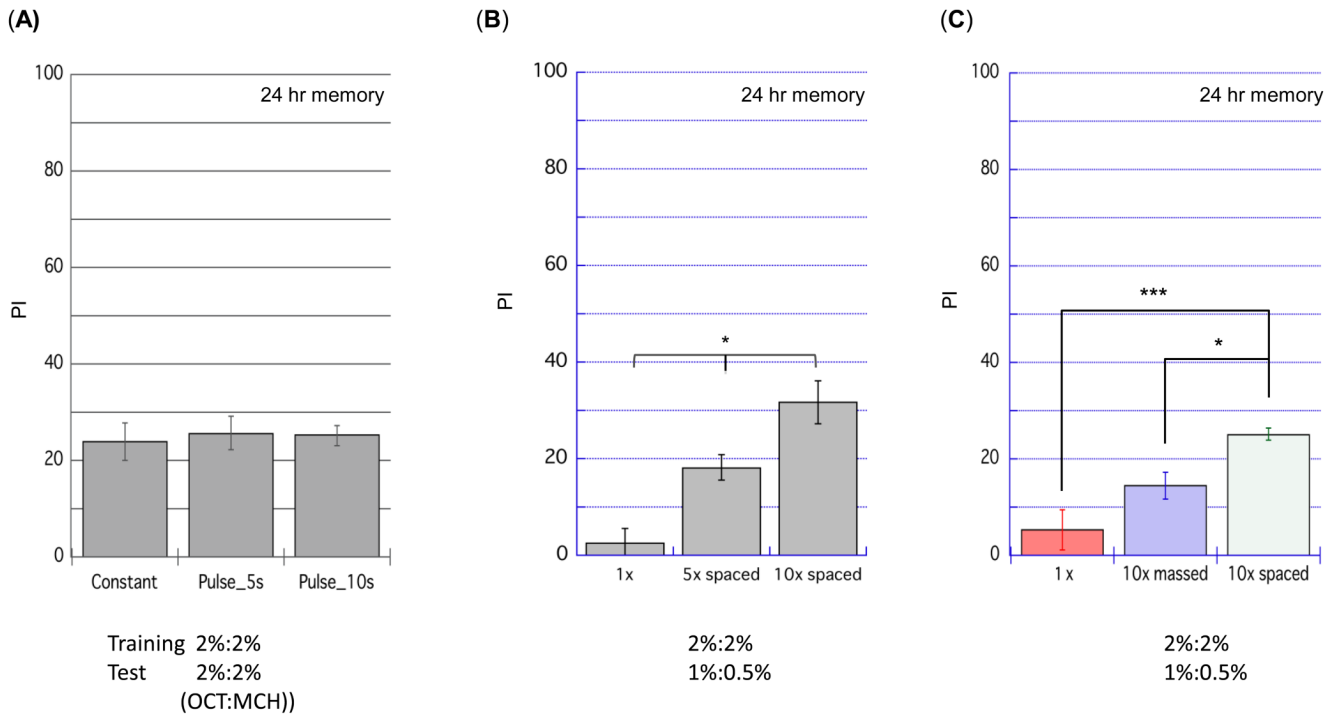 (A)
100
24 hr memory
80
60
PI
40
20
0
Constant Pulse_5s Pulse_10s
Training 2%:2%
Test 2%:2%
(OCT:MCH))
(B)
100
24 hr memory
80
60
PI
*
40
20
0
1x 5x spaced 10x spaced
2%:2%
1%:0.5%
(C)
100
24 hr memory
80
60
PI
***
*
40
20
0
1 x 10x massed 10x spaced
2%:2%
1%:0.5%